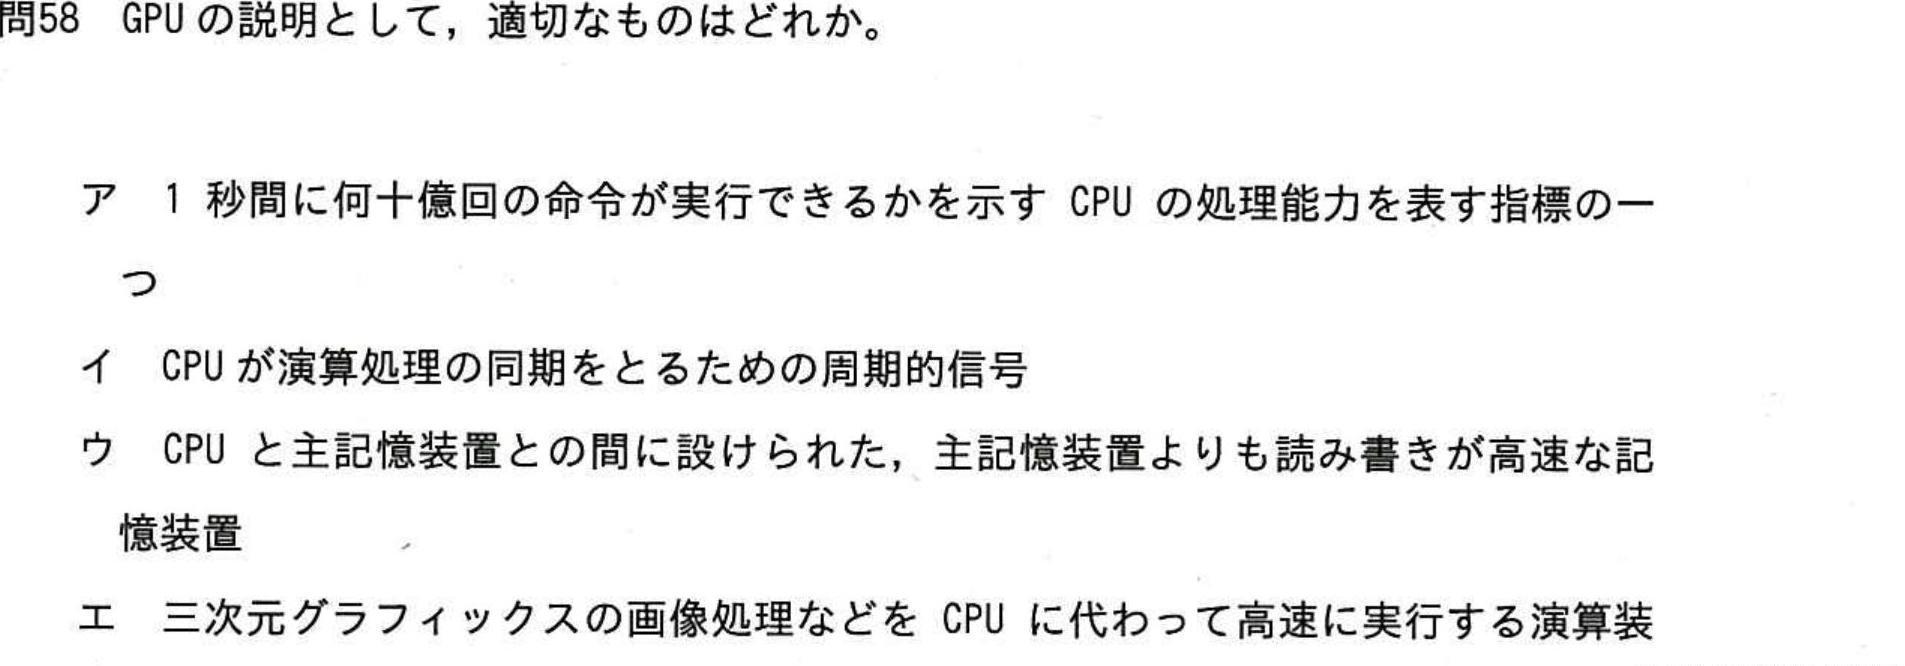 問58 GPUの説明として，適切なものはどれか。
ア 1 秒間に何十億回の命令が実行できるかを示す CPU の処理能力を表す指標の一
つ
イ CPUが演算処理の同期をとるための周期的信号
ウ CPU と主記憶装置との間に設けられた，主記憶装置よりも読み書きが高速な記
憶装置
エ 三次元グラフィックスの画像処理などを CPU に代わって高速に実行する演算装